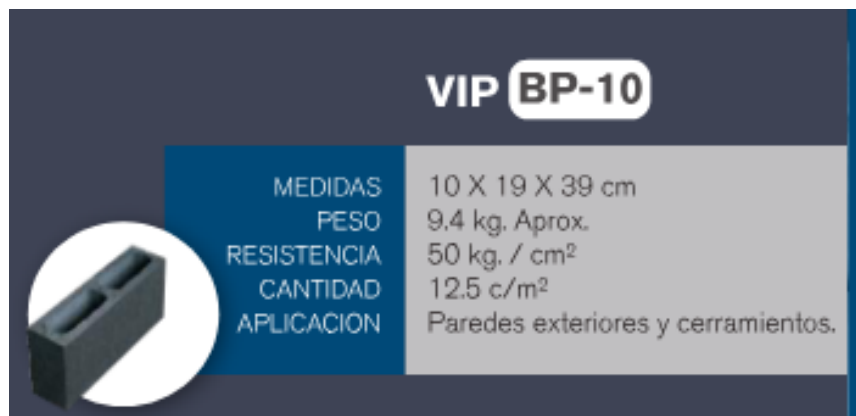 VIP BP-10
MEDIDAS 10 X 19 X 39 cm
PESO 9.4 kg. Aprox.
RESISTENCIA 50 kg. / cm²
CANTIDAD 12.5 c/m²
APLICACION Paredes exteriores y cerramientos.